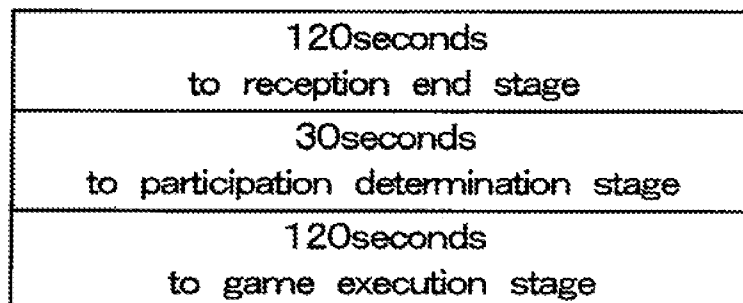 120seconds
to reception end stage
30seconds
to participation determination stage
120seconds
to game execution stage